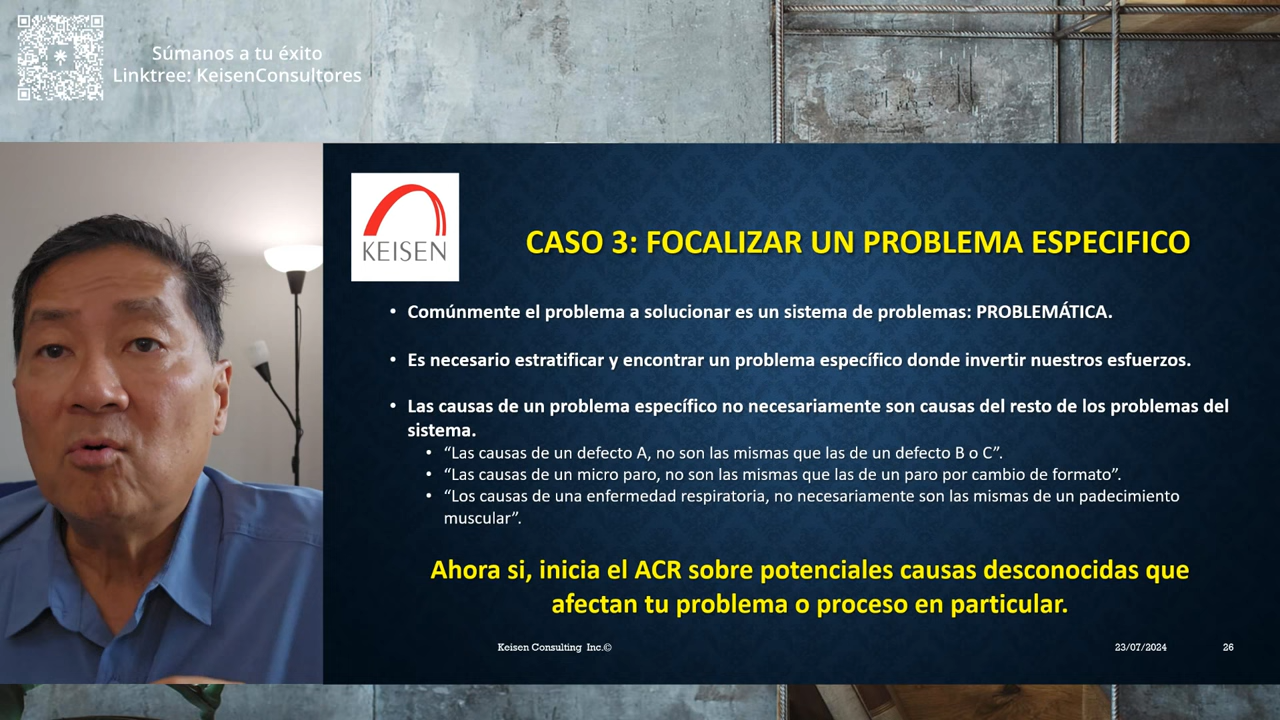 Súmanos a tu éxito
Linktree: KeisenConsultores
KEISEN
CASO 3: FOCALIZAR UN PROBLEMA ESPECIFICO
• Comúnmente el problema a solucionar es un sistema de problemas: PROBLEMÁTICA.
• Es necesario estratificar y encontrar un problema específico donde invertir nuestros esfuerzos.
• Las causas de un problema específico no necesariamente son causas del resto de los problemas del
sistema.
• “Las causas de un defecto A, no son las mismas que las de un defecto B o C”.
• “Las causas de un micro paro, no son las mismas que las de un paro por cambio de formato”.
• “Los causas de una enfermedad respiratoria, no necesariamente son las mismas de un padecimiento
muscular”.
Ahora si, inicia el ACR sobre potenciales causas desconocidas que
afectan tu problema o proceso en particular.
Keisen Consulting Inc.©
23/07/2024
26